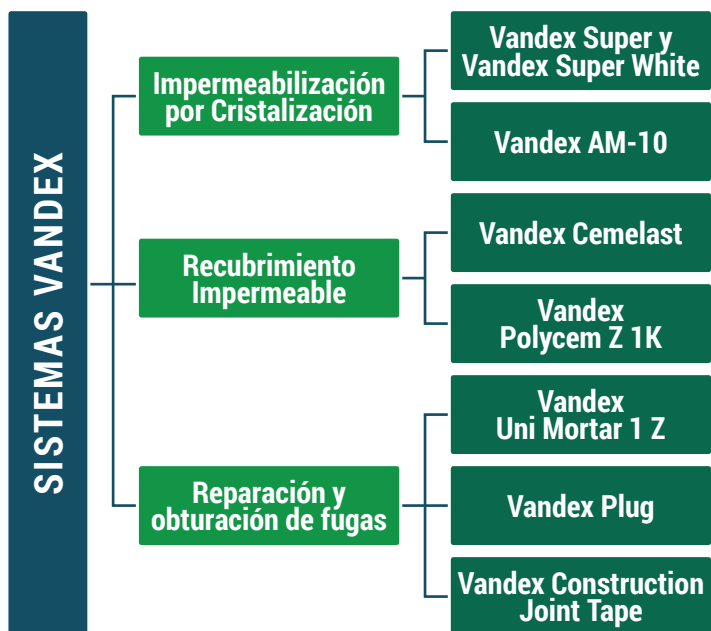 SISTEMAS VANDEX
Impermeabilización
por Cristalización
Vandex Super y
Vandex Super White
Vandex AM-10
Recubrimiento
Impermeable
Vandex Cemelast
Vandex
Polycem Z 1K
Reparación y
obturación de fugas
Vandex
Uni Mortar 1 Z
Vandex Plug
Vandex Construction
Joint Tape